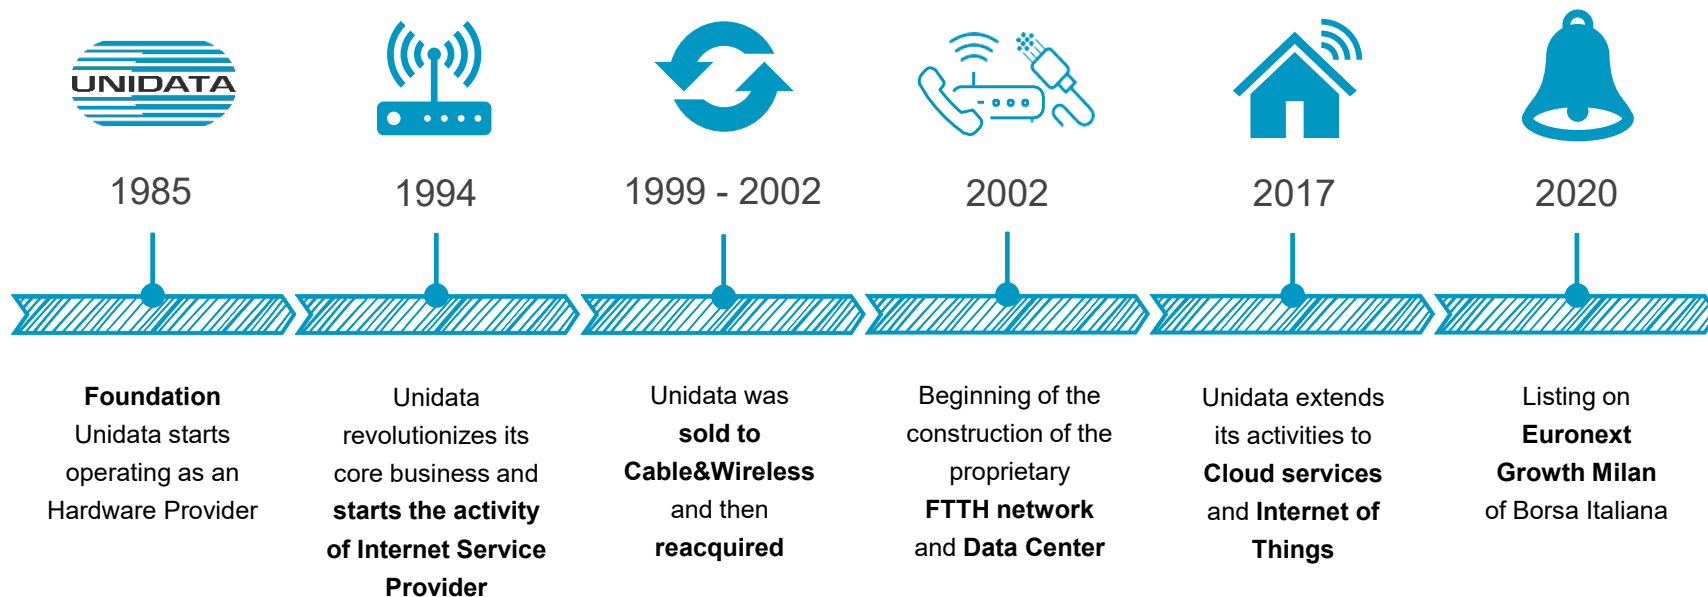 UNIDATA
1985
Foundation
Unidata starts
operating as an
Hardware Provider
1994
Unidata
revolutionizes its
core business and
starts the activity
of Internet Service
Provider
1999 - 2002
Unidata was
sold to
Cable&Wireless
and then
reacquired
2002
Beginning of the
construction of the
proprietary
FTTH network
and Data Center
2017
Unidata extends
its activities to
Cloud services
and Internet of
Things
2020
Listing on
Euronext
Growth Milan
of Borsa Italiana